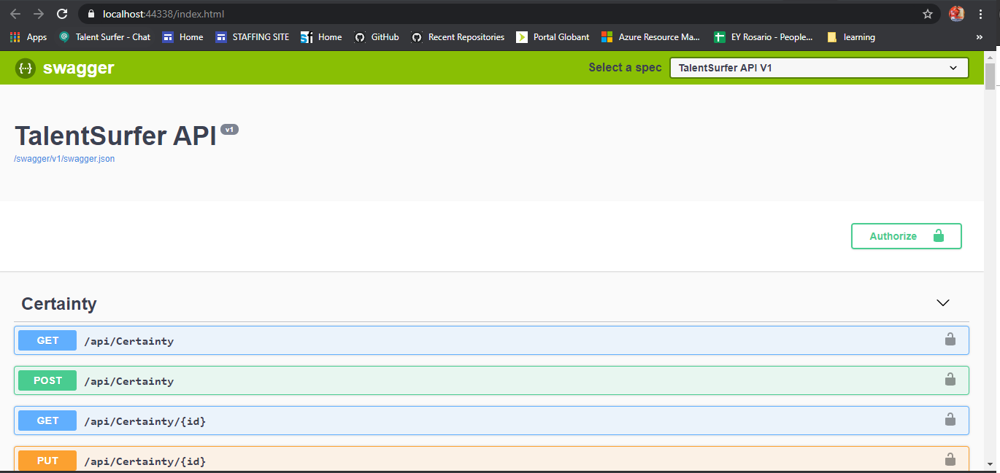 localhost:44338/index.html
Apps Talent Surfer - Chat Home STAFFING SITE Home GitHub Recent Repositories Portal Globant Azure Resource Ma... EY Rosario - People... learning »
{...} swagger Select a spec TalentSurfer API V1
TalentSurfer API v1
/swagger/v1/swagger.json
Authorize
Certainty
GET /api/Certainty
POST /api/Certainty
GET /api/Certainty/{id}
PUT /api/Certainty/{id}